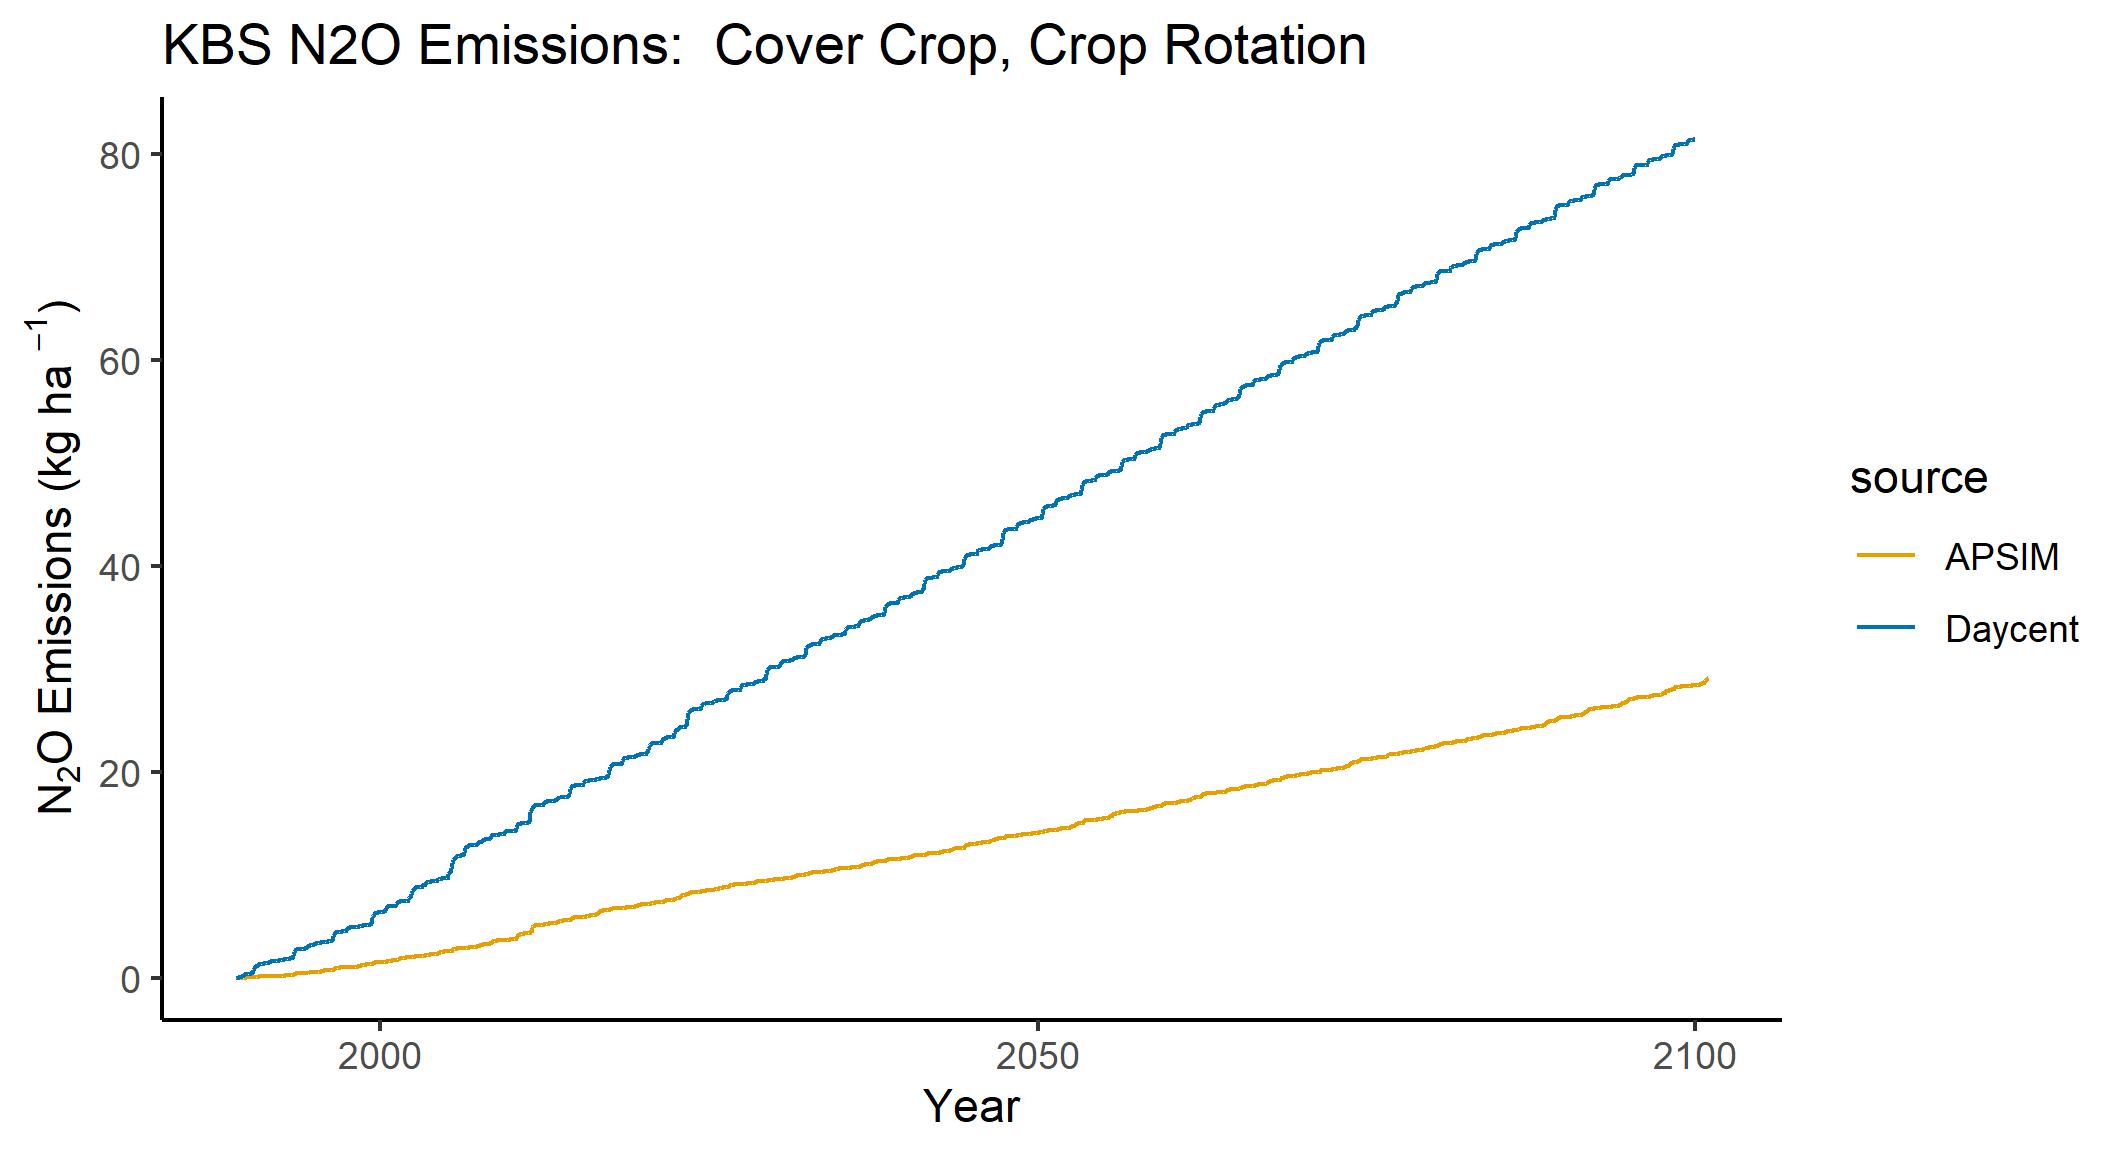 KBS N2O Emissions:  Cover Crop, Crop Rotation
N₂O Emissions (kg ha ⁻¹)
80
60
40
20
0
2000
2050
2100
Year
source
APSIM
Daycent